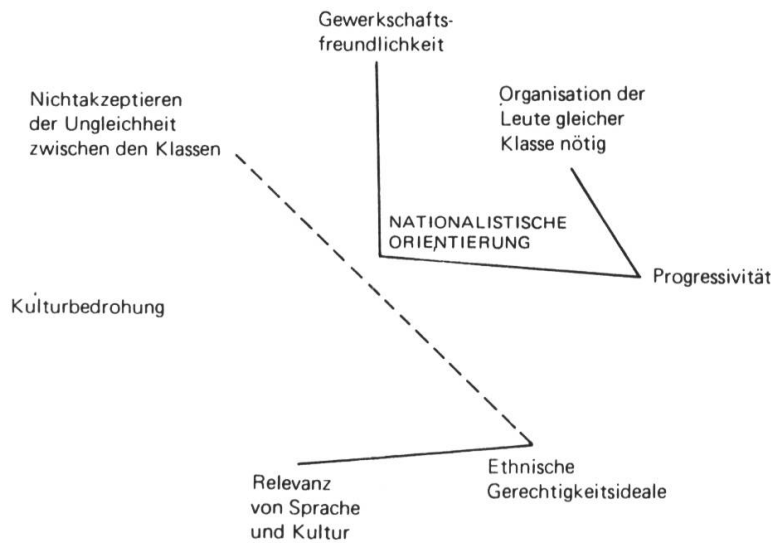 Gewerkschafts-
freundlichkeit
Nichtakzeptieren
der Ungleichheit
zwischen den Klassen
Organisation der
Leute gleicher
Klasse nötig
NATIONALISTISCHE
ORIENTIERUNG
Progressivität
Kulturbedrohung
Relevanz
von Sprache
und Kultur
Ethnische
Gerechtigkeitsideale